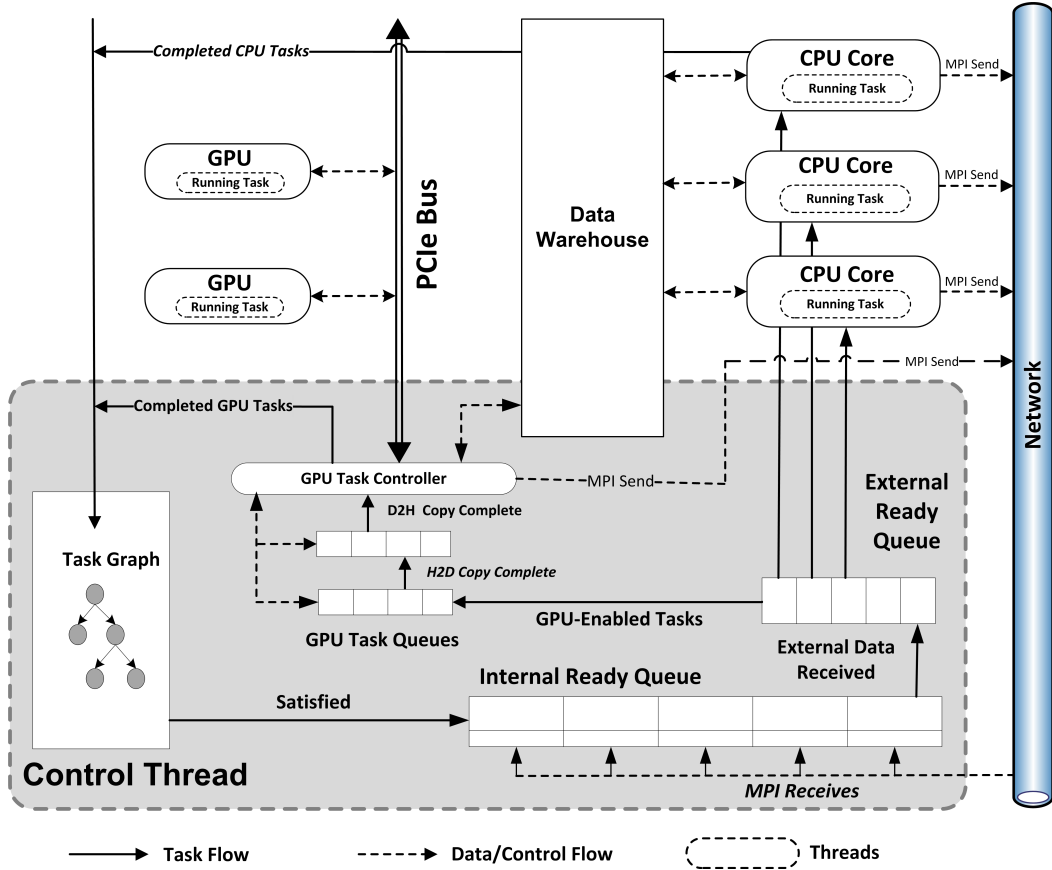 Completed CPU Tasks
CPU Core
Running Task
MPI Send
GPU
Running Task
PCIe Bus
Data
Warehouse
CPU Core
Running Task
MPI Send
GPU
Running Task
CPU Core
Running Task
MPI Send
MPI Send
Network
Completed GPU Tasks
GPU Task Controller
MPI Send
External
Ready
Queue
D2H Copy Complete
Task Graph
H2D Copy Complete
GPU-Enabled Tasks
GPU Task Queues
External Data
Received
Internal Ready Queue
Satisfied
Control Thread
MPI Receives
Task Flow
Data/Control Flow
Threads